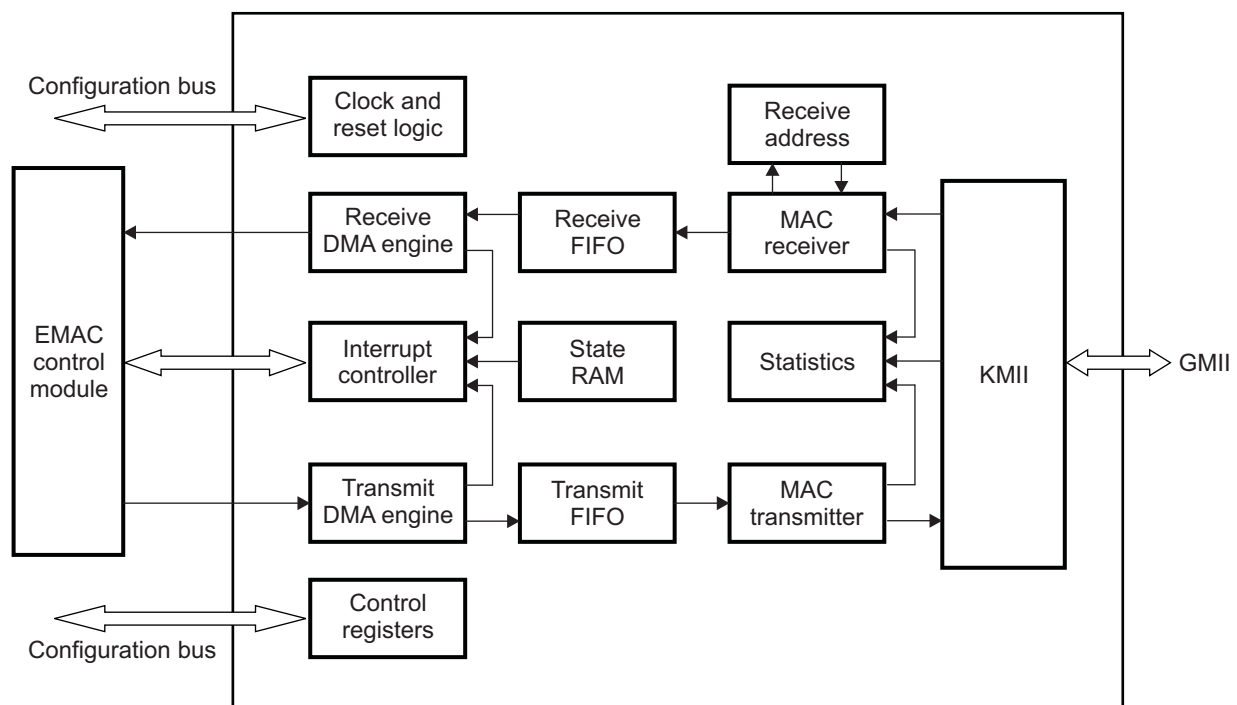 Configuration bus
Clock and
reset logic
Receive
address
Receive
DMA engine
Receive
FIFO
MAC
receiver
EMAC
control
module
Interrupt
controller
State
RAM
Statistics
KMII
GMII
Transmit
DMA engine
Transmit
FIFO
MAC
transmitter
Control
registers
Configuration bus